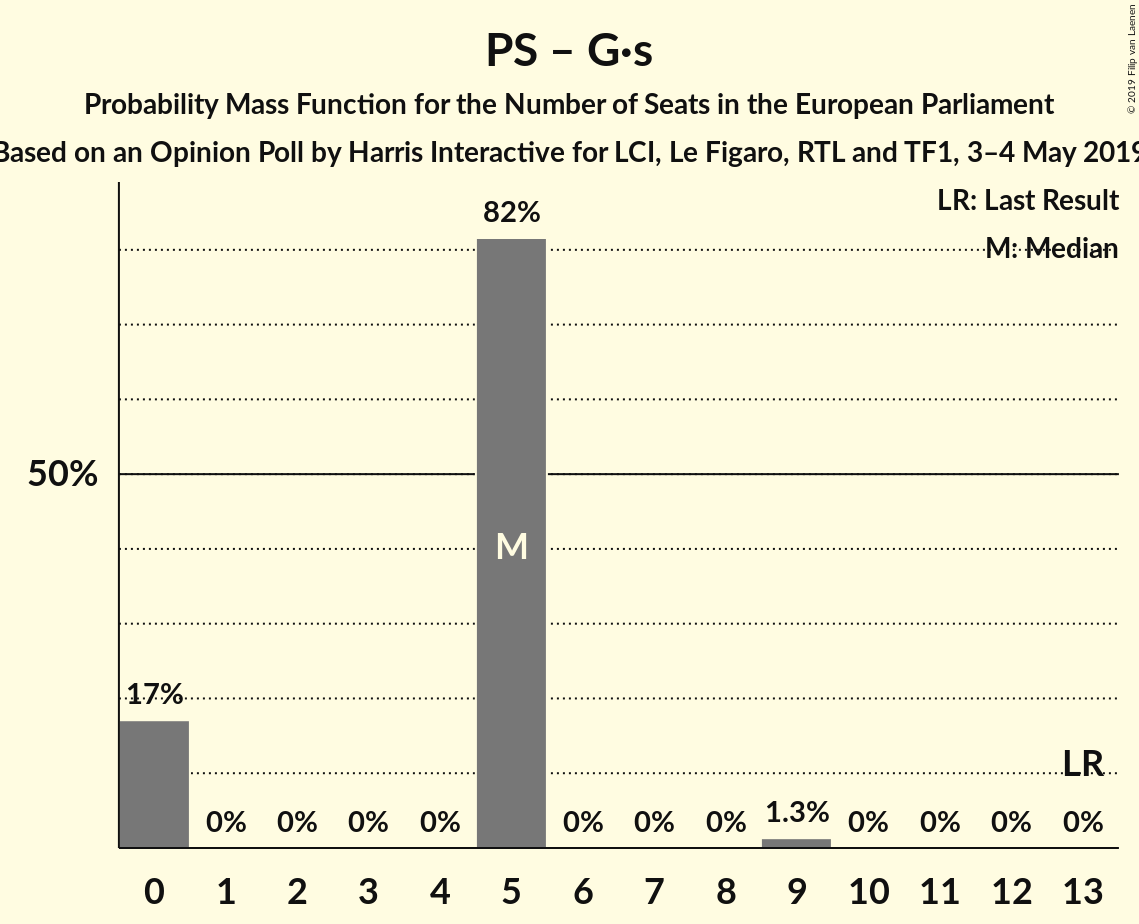 PS – G·s
Probability Mass Function for the Number of Seats in the European Parliament
Based on an Opinion Poll by Harris Interactive for LCI, Le Figaro, RTL and TF1, 3–4 May 2019
© 2019 Filip van Laenen
LR: Last Result
M: Median
82%
50%
M
17%
LR
0% 0% 0% 0% 0% 0% 0% 1.3% 0% 0% 0% 0%
0 1 2 3 4 5 6 7 8 9 10 11 12 13